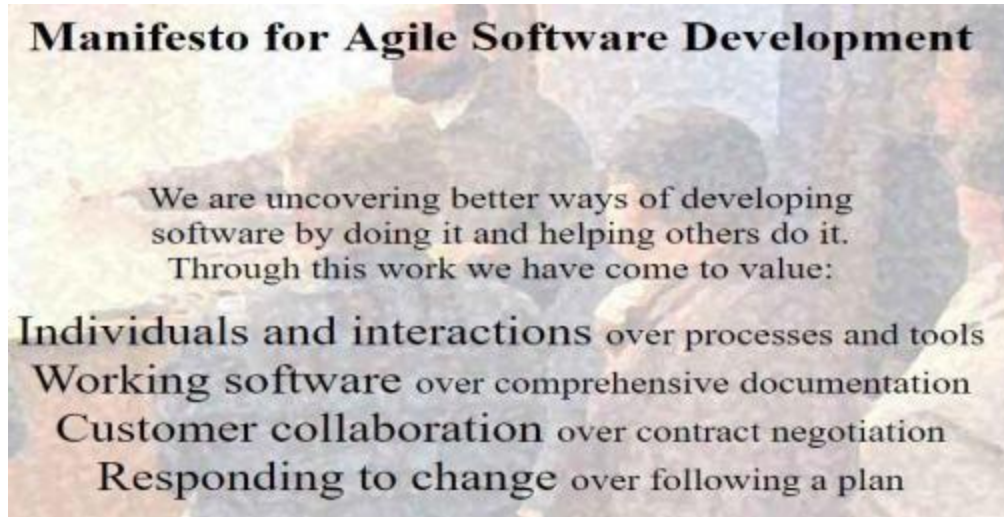 Manifesto for Agile Software Development
We are uncovering better ways of developing
software by doing it and helping others do it.
Through this work we have come to value:
Individuals and interactions over processes and tools
Working software over comprehensive documentation
Customer collaboration over contract negotiation
Responding to change over following a plan